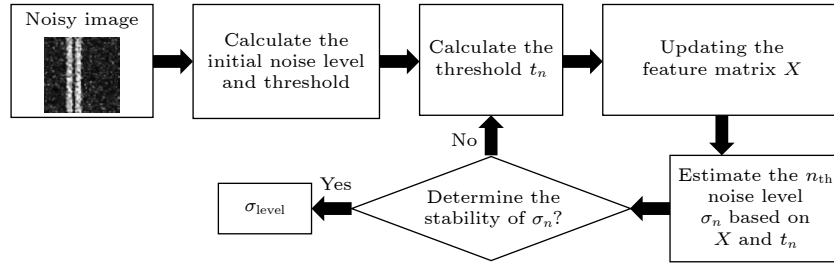 Noisy image
Calculate the
initial noise level
and threshold
Calculate the
threshold tₙ
Updating the
feature matrix X
Estimate the nth
noise level
σₙ based on
X and tₙ
Determine the
stability of σₙ?
No
Yes
σlevel